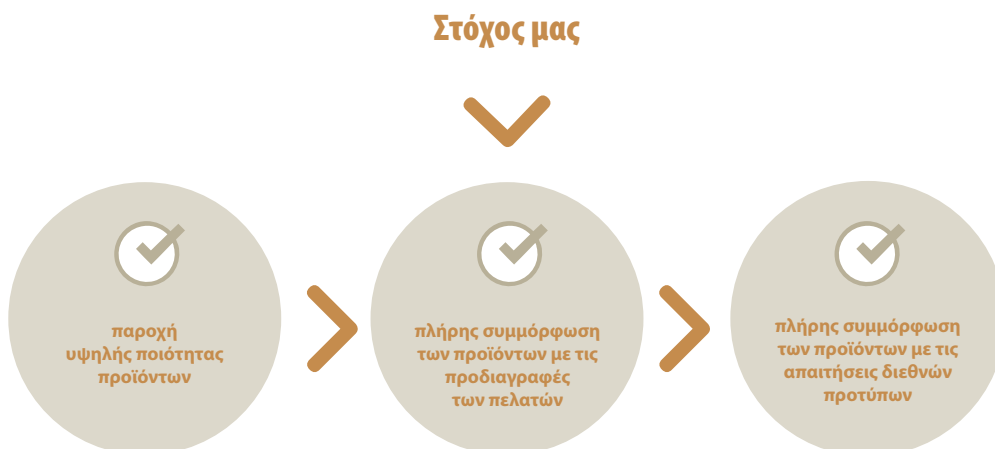 Στόχος μας
παροχή
υψηλής ποιότητας
προϊόντων
πλήρης συμμόρφωση
των προϊόντων με τις
προδιαγραφές
των πελατών
πλήρης συμμόρφωση
των προϊόντων με τις
απαιτήσεις διεθνών
προτύπων